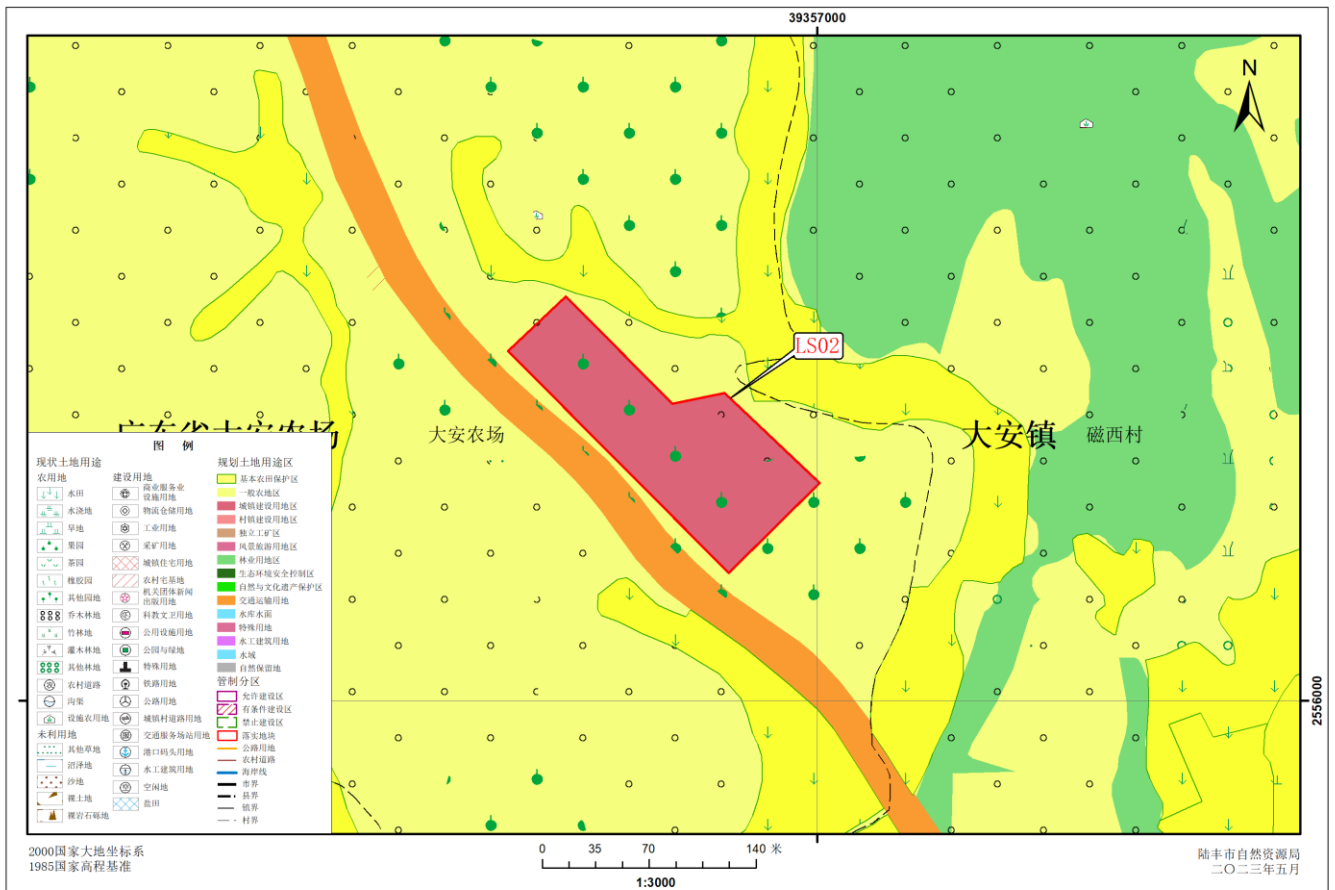 39357000
N
LS02
广东省大安农场
大安农场
大安镇
磁西村
2556000
图 例
现状土地用途
农用地
水田
水浇地
旱地
果园
茶园
橡胶园
其他园地
乔木林地
竹林地
灌木林地
其他林地
农村道路
沟渠
设施农用地
未利用地
其他草地
沼泽地
沙地
裸土地
裸岩石砾地
建设用地
商业服务业
设施用地
物流仓储用地
工业用地
采矿用地
城镇住宅用地
农村宅基地
机关团体新闻
出版用地
科教文卫用地
公用设施用地
公园与绿地
特殊用地
铁路用地
公路用地
城镇村道路用地
交通服务场站用地
港口码头用地
水工建筑用地
空闲地
盐田
规划土地用途区
基本农田保护区
一般农地区
城镇建设用地区
村镇建设用地区
独立工矿区
风景旅游用地区
林业用地区
生态环境安全控制区
自然与文化遗产保护区
交通运输用地
水库水面
特殊用地
水工建筑用地
水域
自然保留地
管制分区
允许建设区
有条件建设区
禁止建设区
落实地块
公路用地
农村道路
海岸线
市界
县界
镇界
村界
2000国家大地坐标系
1985国家高程基准
0 35 70 140 米
1:3000
陆丰市自然资源局
二〇二三年五月